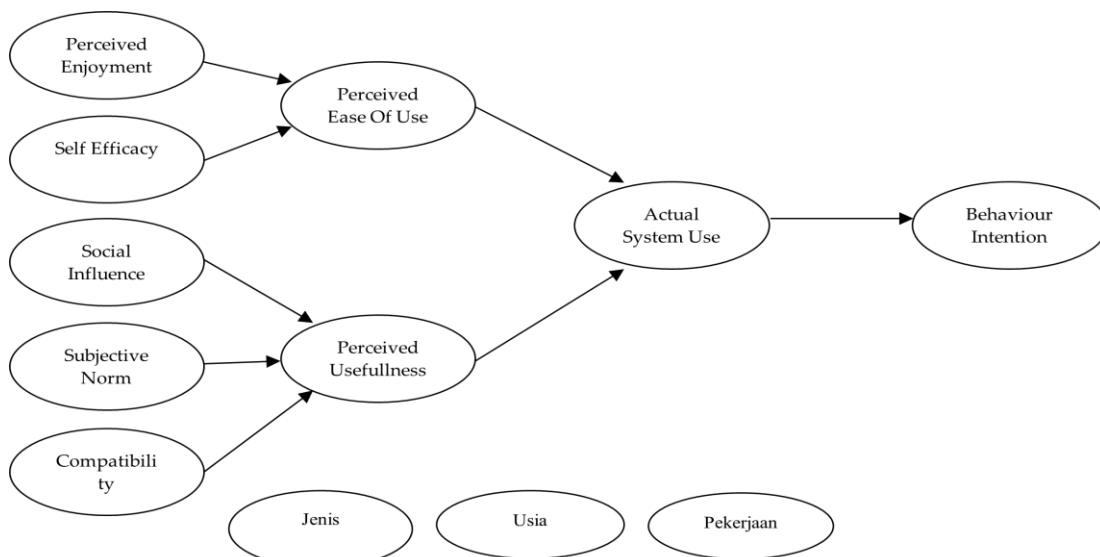 Perceived
Enjoyment
Perceived
Ease Of Use
Self Efficacy
Social
Influence
Actual
System Use
Behaviour
Intention
Subjective
Norm
Perceived
Usefullness
Compatibili
ty
Jenis
Usia
Pekerjaan